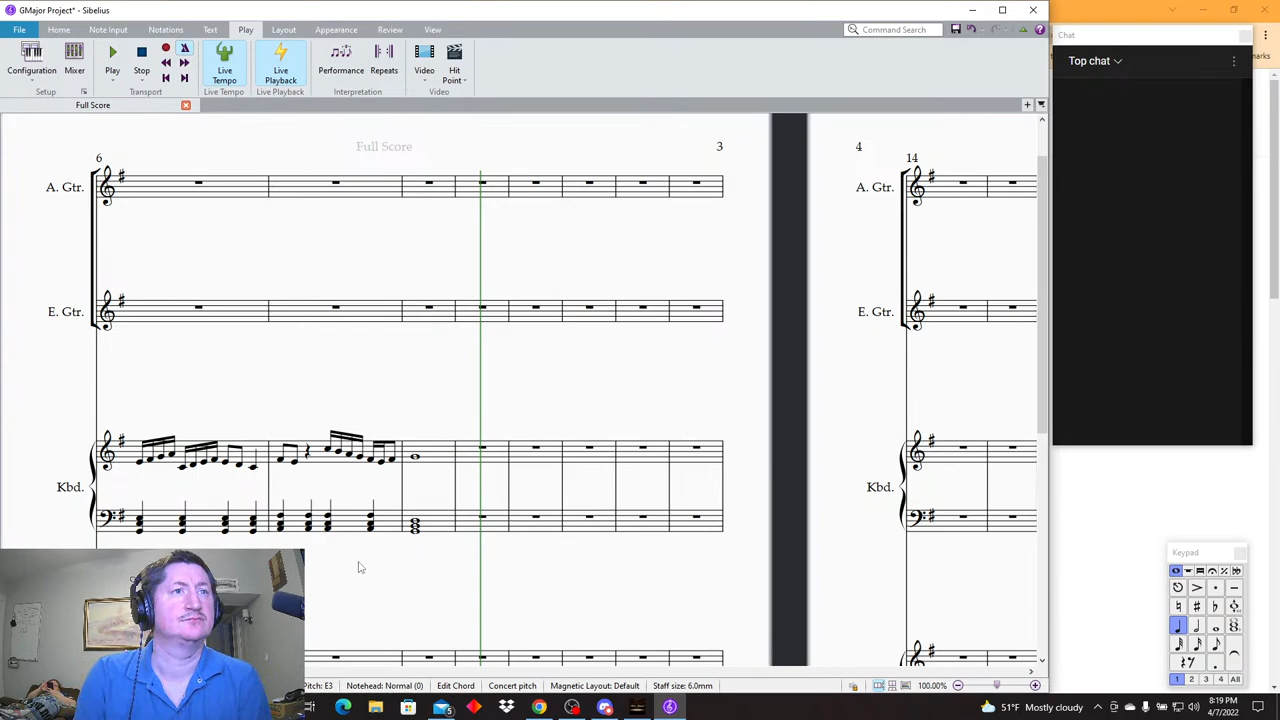 GMajor Project* - Sibelius
File Home Note Input Notations Text Play Layout Appearance Review View
Command Search
Configuration Mixer Play Stop Live Tempo Live Playback Performance Repeats Video Hit Point
Setup Transport Live Tempo Live Playback Interpretation Video
Full Score
Chat
Top chat
marks
6 Full Score 3
A. Gtr.
E. Gtr.
Kbd.
4
14
A. Gtr.
E. Gtr.
Kbd.
Keypad
1 2 3 4 All
Pitch: E3 Notehead: Normal (0) Edit Chord Concert pitch Magnetic Layout: Default Staff size: 6.0mm 100.00%
51°F Mostly cloudy
8:19 PM
4/7/2022